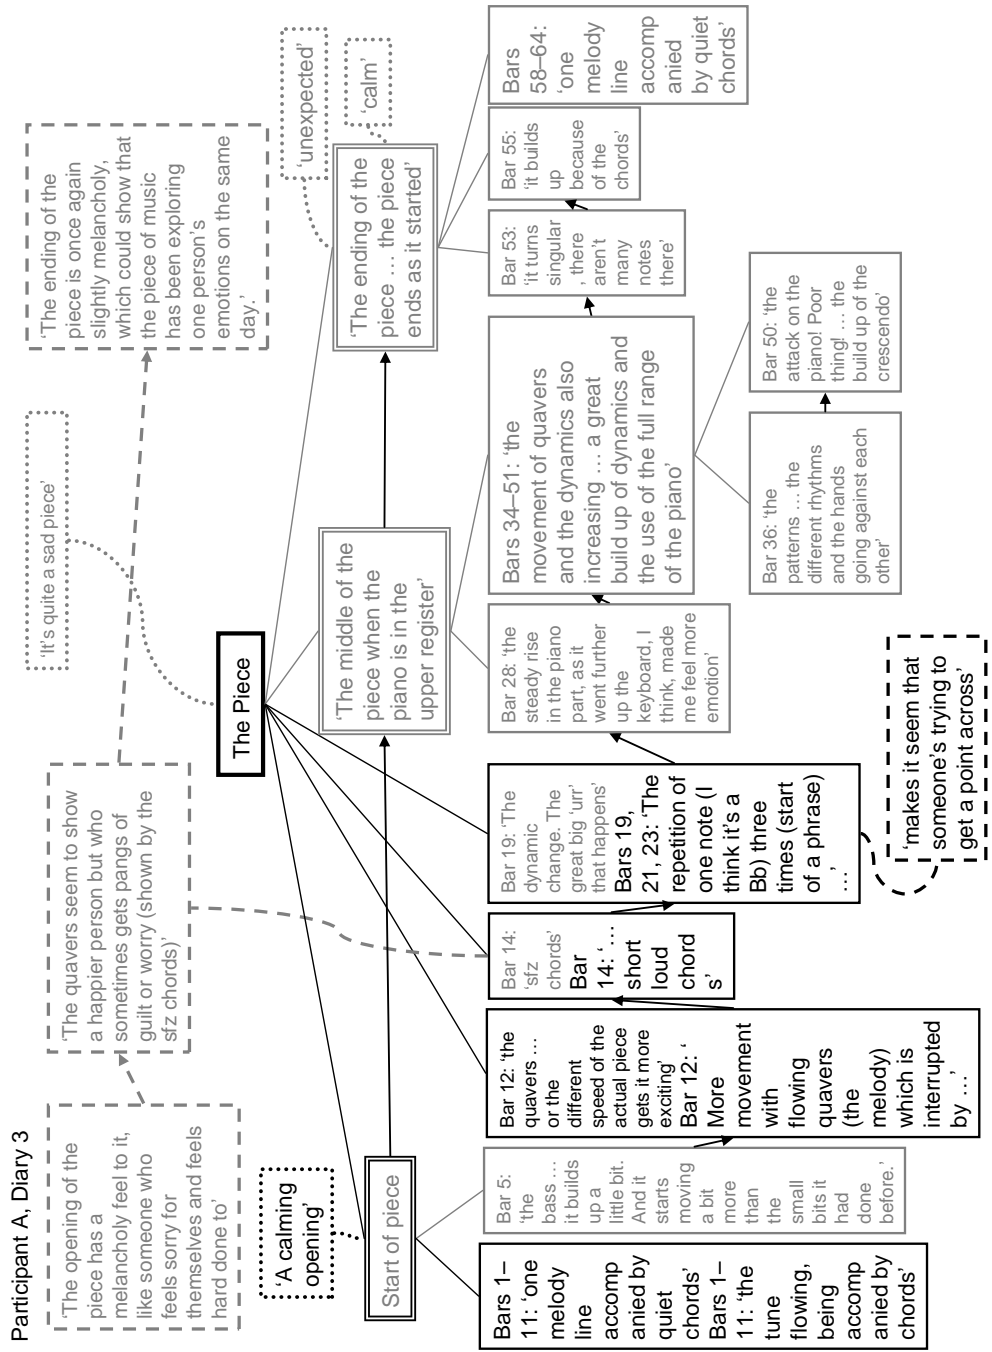 Participant A, Diary 3
‘The opening of the
piece has a
melancholy feel to it,
like someone who
feels sorry for
themselves and feels
hard done to’
‘The quavers seem to show
a happier person but who
sometimes gets pangs of
guilt or worry (shown by the
sfz chords)’
‘It’s quite a sad piece’
‘The ending of the
piece is once again
slightly melancholy,
which could show that
the piece of music
has been exploring
one person’s
emotions on the same
day.’
‘A calming
opening’
The Piece
‘unexpected’
‘calm’
Start of piece
‘The middle of the
piece when the
piano is in the
upper register’
‘The ending of the
piece … the piece
ends as it started’
Bars 1–
11: ‘one
melody
line
accomp
anied by
quiet
chords’
Bars 1–
11: ‘the
tune
flowing,
being
accomp
anied by
chords’
Bar 5:
‘the
bass …
it builds
up a
little bit.
And it
starts
moving
a bit
more
than
the
small
bits it
had
done
before.’
Bar 12: ‘the
quavers …
or the
different
speed of the
actual piece
gets it more
exciting’
Bar 12: ‘
More
movement
with
flowing
quavers
(the
melody)
which is
interrupted
by …’
Bar 14:
‘sfz
chords’
Bar
14: ‘ …
short
loud
chord
s’
Bar 19: ‘The
dynamic
change. The
great big ‘urr’
that happens’
Bars 19,
21, 23: ‘The
repetition of
one note (I
think it’s a
Bb) three
times (start
of a phrase)
…’
Bar 28: ‘the
steady rise
in the piano
part, as it
went further
up the
keyboard, I
think, made
me feel more
emotion’
Bars 34–51: ‘the
movement of quavers
and the dynamics also
increasing … a great
build up of dynamics and
the use of the full range
of the piano’
Bar 53:
‘it turns
singular
, there
aren’t
many
notes
there’
Bar 55:
‘it builds
up
because
of the
chords’
Bars
58–64:
‘one
melody
line
accomp
anied
by quiet
chords’
‘makes it seem that
someone’s trying to
get a point across’
Bar 36: ‘the
patterns … the
different rhythms
and the hands
going against each
other’
Bar 50: ‘the
attack on the
piano! Poor
thing! … the
build up of the
crescendo’